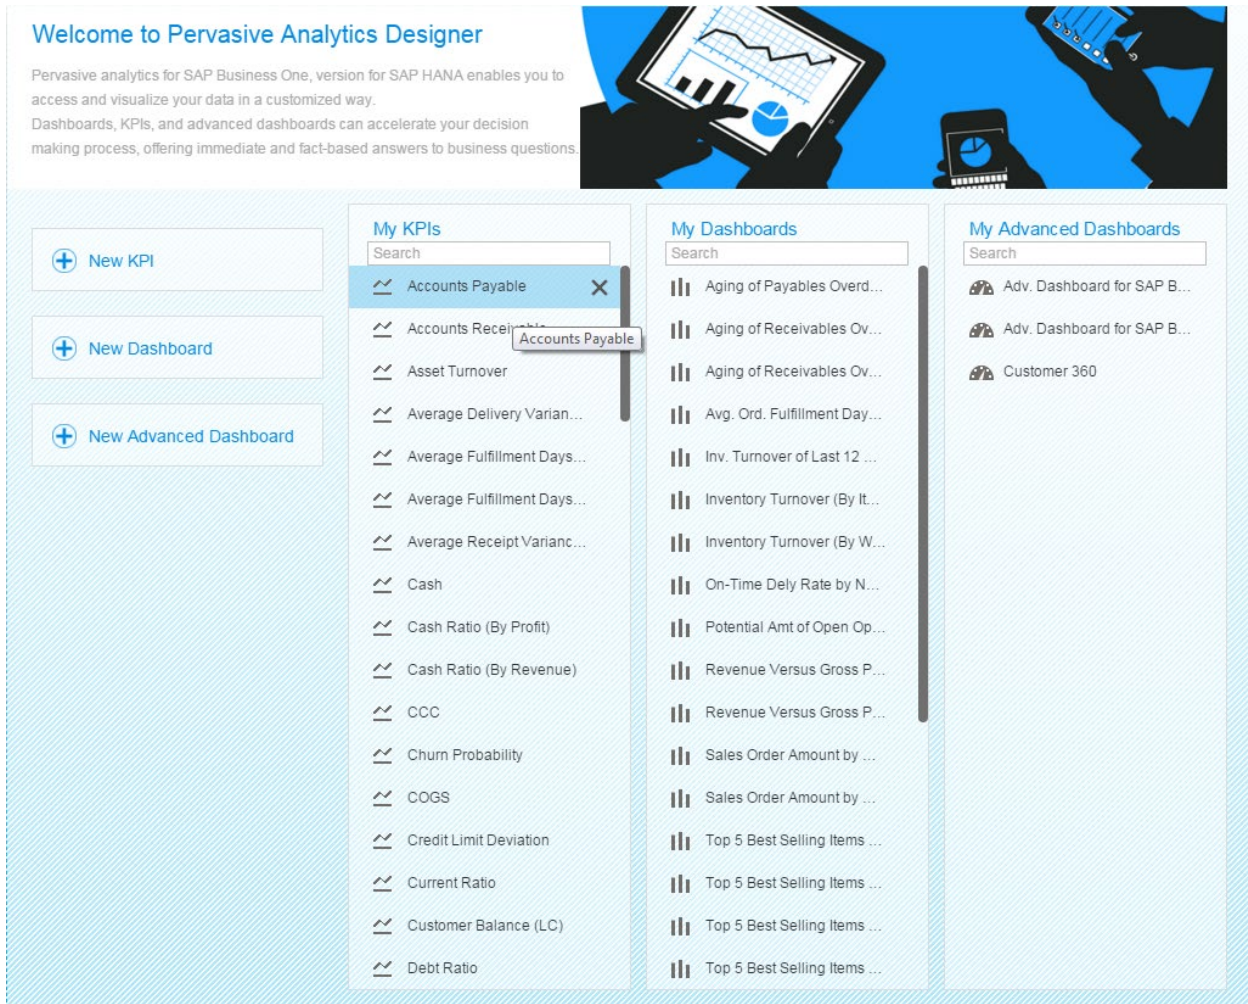 Welcome to Pervasive Analytics Designer
Pervasive analytics for SAP Business One, version for SAP HANA enables you to
access and visualize your data in a customized way.
Dashboards, KPIs, and advanced dashboards can accelerate your decision
making process, offering immediate and fact-based answers to business questions.
New KPI
New Dashboard
New Advanced Dashboard
My KPIs
Search
Accounts Payable
Accounts Receivable
Accounts Payable
Asset Turnover
Average Delivery Varian...
Average Fulfillment Days...
Average Fulfillment Days...
Average Receipt Varianc...
Cash
Cash Ratio (By Profit)
Cash Ratio (By Revenue)
CCC
Churn Probability
COGS
Credit Limit Deviation
Current Ratio
Customer Balance (LC)
Debt Ratio
My Dashboards
Search
Aging of Payables Overd...
Aging of Receivables Ov...
Aging of Receivables Ov...
Avg. Ord. Fulfillment Day...
Inv. Turnover of Last 12 ...
Inventory Turnover (By It...
Inventory Turnover (By W...
On-Time Dely Rate by N...
Potential Amt of Open Op...
Revenue Versus Gross P...
Revenue Versus Gross P...
Sales Order Amount by ...
Sales Order Amount by ...
Top 5 Best Selling Items ...
Top 5 Best Selling Items ...
Top 5 Best Selling Items ...
Top 5 Best Selling Items ...
My Advanced Dashboards
Search
Adv. Dashboard for SAP B...
Adv. Dashboard for SAP B...
Customer 360